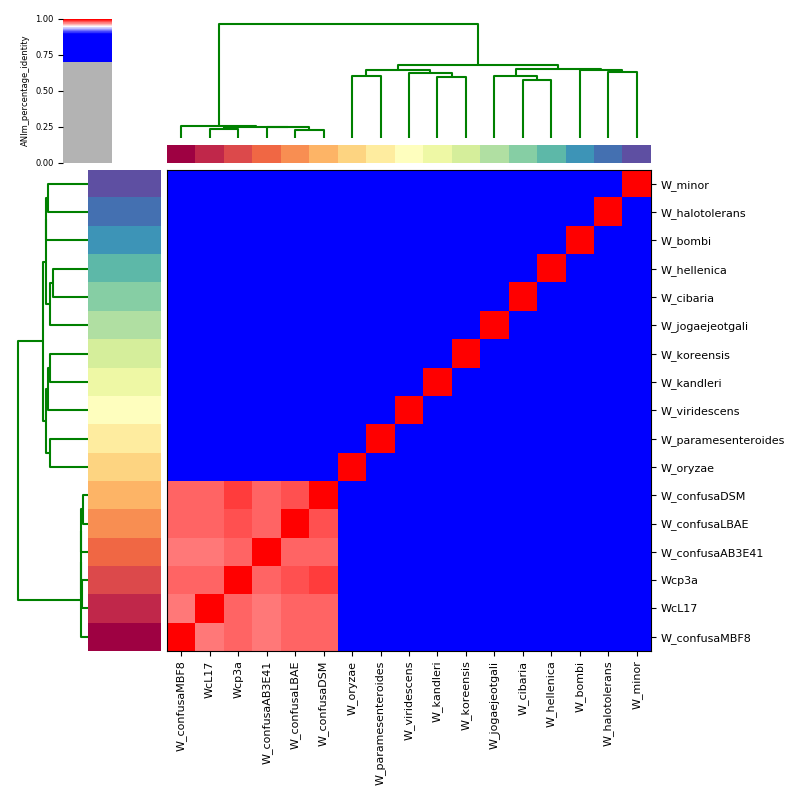 1.00
0.75
0.50
0.25
0.00
ANIm_percentage_identity
W_minor
W_halotolerans
W_bombi
W_hellenica
W_cibaria
W_jogaejeotgali
W_koreensis
W_kandleri
W_viridescens
W_paramesenteroides
W_oryzae
W_confusaDSM
W_confusaLBAE
W_confusaAB3E41
Wcp3a
WcL17
W_confusaMBF8
W_confusaMBF8
WcL17
Wcp3a
W_confusaAB3E41
W_confusaLBAE
W_confusaDSM
W_oryzae
W_paramesenteroides
W_viridescens
W_kandleri
W_koreensis
W_jogaejeotgali
W_cibaria
W_hellenica
W_bombi
W_halotolerans
W_minor